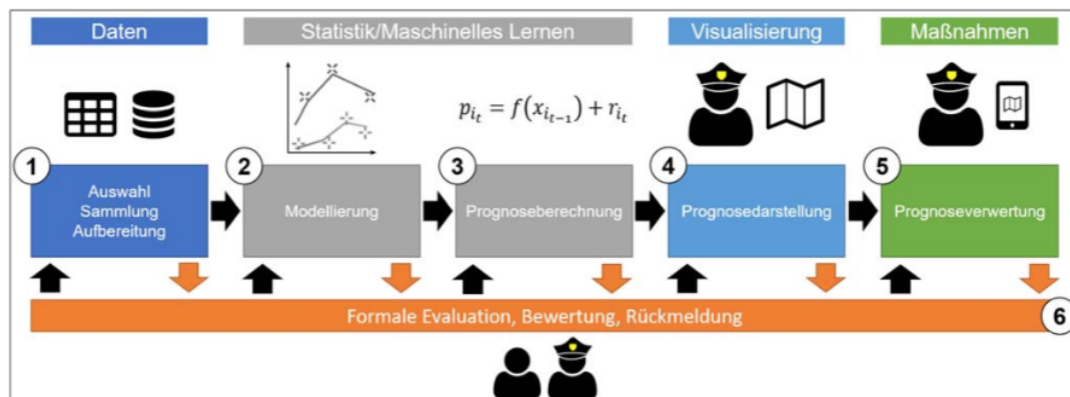 Daten
Statistik/Maschinelles Lernen
Visualisierung
Maßnahmen
p_{i_t} = f(x_{i_{t-1}}) + r_{i_t}
1
Auswahl
Sammlung
Aufbereitung
2
Modellierung
3
Prognoseberechnung
4
Prognosedarstellung
5
Prognoseverwertung
Formale Evaluation, Bewertung, Rückmeldung
6